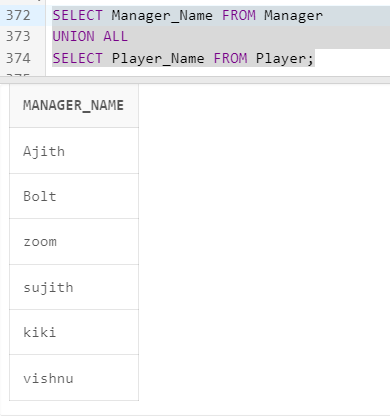 372 SELECT Manager_Name FROM Manager
373 UNION ALL
374 SELECT Player_Name FROM Player;
MANAGER_NAME
Ajith
Bolt
zoom
sujith
kiki
vishnu